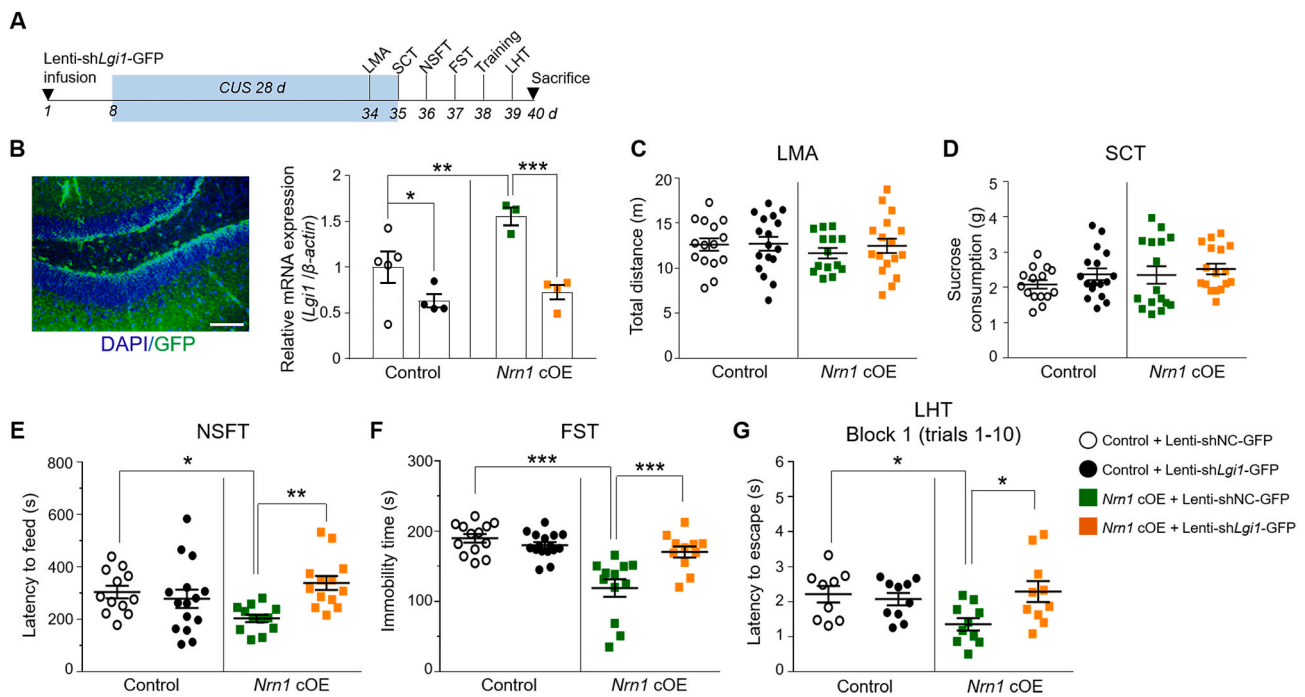 A
Lenti-shLgi1-GFP
infusion
LMA
SCT
NSFT
FST
Training
LHT
Sacrifice
CUS 28 d
1
8
34
35
36
37
38
39
40 d
B
DAPI/GFP
Relative mRNA expression
(Lgi1 /β-actin)
2
1.5
1
0.5
0
*
**
***
Control
Nrn1 cOE
C
LMA
Total distance (m)
20
15
10
5
0
Control
Nrn1 cOE
D
SCT
Sucrose
consumption (g)
5
4
3
2
1
0
Control
Nrn1 cOE
E
NSFT
Latency to feed (s)
800
600
400
200
0
*
**
Control
Nrn1 cOE
F
FST
Immobility time (s)
300
200
100
0
***
***
Control
Nrn1 cOE
G
LHT
Block 1 (trials 1-10)
Latency to escape (s)
6
5
4
3
2
1
0
*
*
Control
Nrn1 cOE
Control + Lenti-shNC-GFP
Control + Lenti-shLgi1-GFP
Nrn1 cOE + Lenti-shNC-GFP
Nrn1 cOE + Lenti-shLgi1-GFP